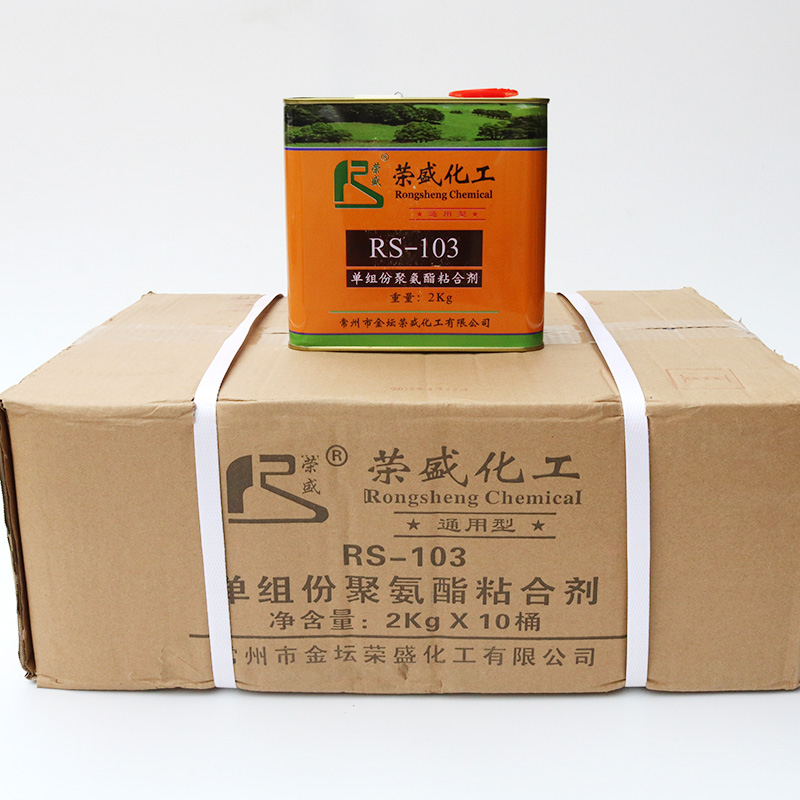 荣盛®
荣盛化工
Rongsheng Chemical
★通用型★
RS-103
单组份聚氨酯粘合剂
重量：2Kg
常州市金坛荣盛化工有限公司
荣盛®
荣盛化工
Rongsheng Chemical
★通用型★
RS-103
单组份聚氨酯粘合剂
净含量：2Kg X 10桶
常州市金坛荣盛化工有限公司